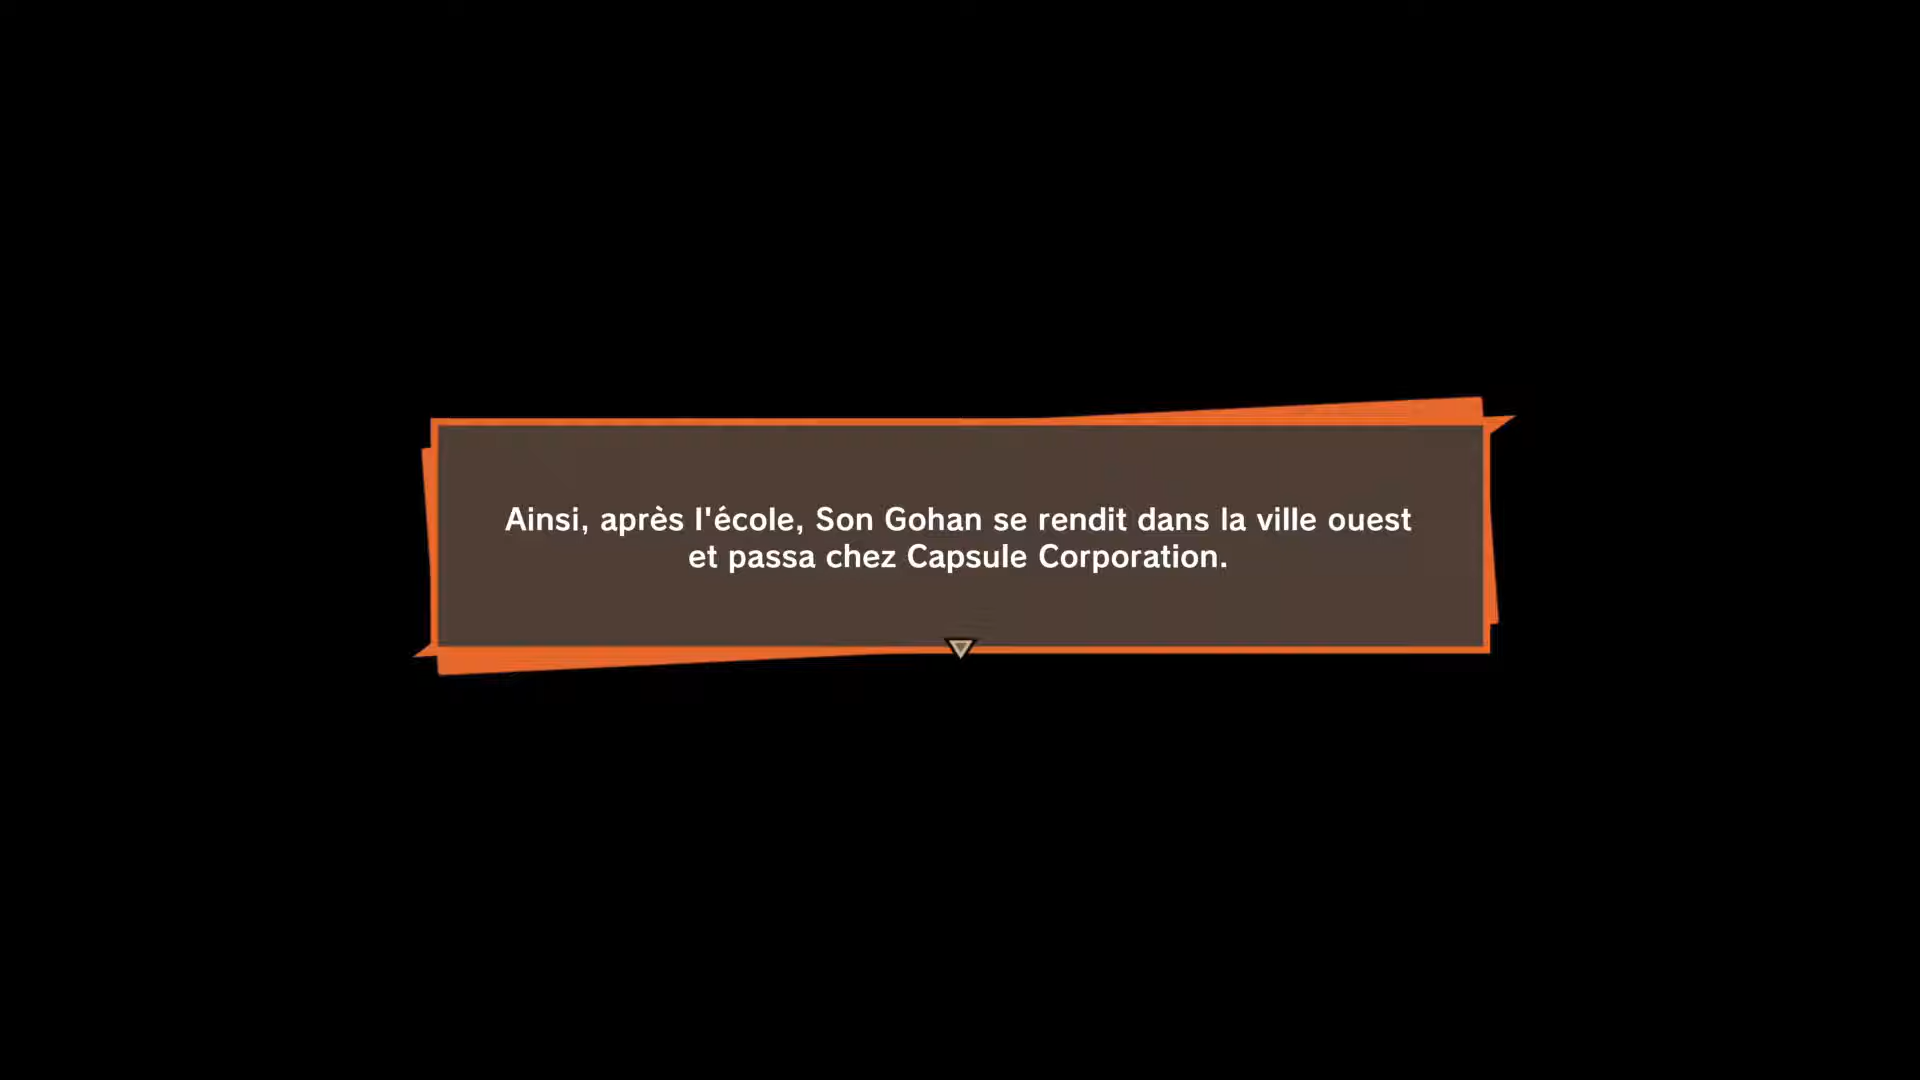 Ainsi, après l'école, Son Gohan se rendit dans la ville ouest
et passa chez Capsule Corporation.